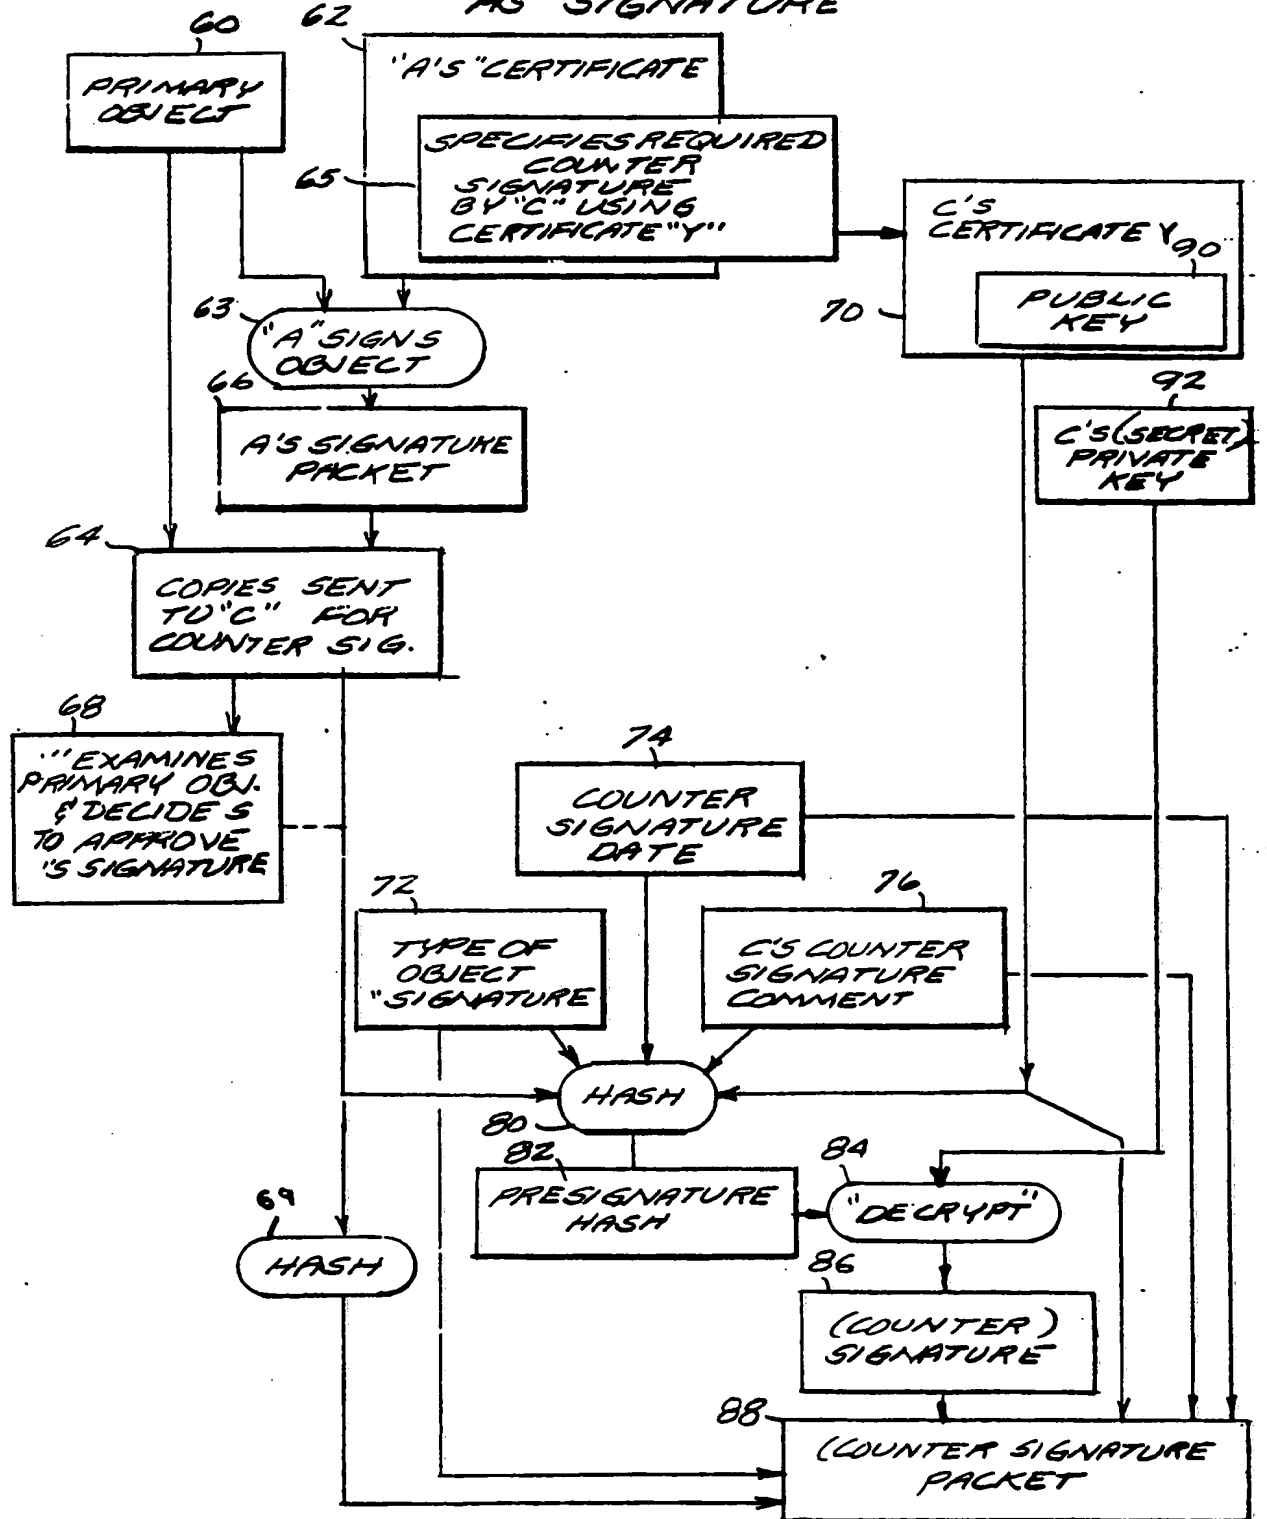 AS SIGNATURE
60
62
PRIMARY
OBJECT
"A'S" CERTIFICATE
65
SPECIFIES REQUIRED
COUNTER
SIGNATURE
BY "C" USING
CERTIFICATE "Y"
C'S
CERTIFICATE Y
90
70
PUBLIC
KEY
63
"A" SIGNS
OBJECT
66
A'S SIGNATURE
PACKET
92
C'S (SECRET)
PRIVATE
KEY
64
COPIES SENT
TO "C" FOR
COUNTER SIG.
68
"' EXAMINES
PRIMARY OBJ.
& DECIDES
TO APPROVE
'S SIGNATURE
74
COUNTER
SIGNATURE
DATE
72
TYPE OF
OBJECT
"SIGNATURE
76
C'S COUNTER
SIGNATURE
COMMENT
HASH
80
82
PRESIGNATURE
HASH
84
"DECRYPT"
69
HASH
86
(COUNTER)
SIGNATURE
88
(COUNTER SIGNATURE
PACKET